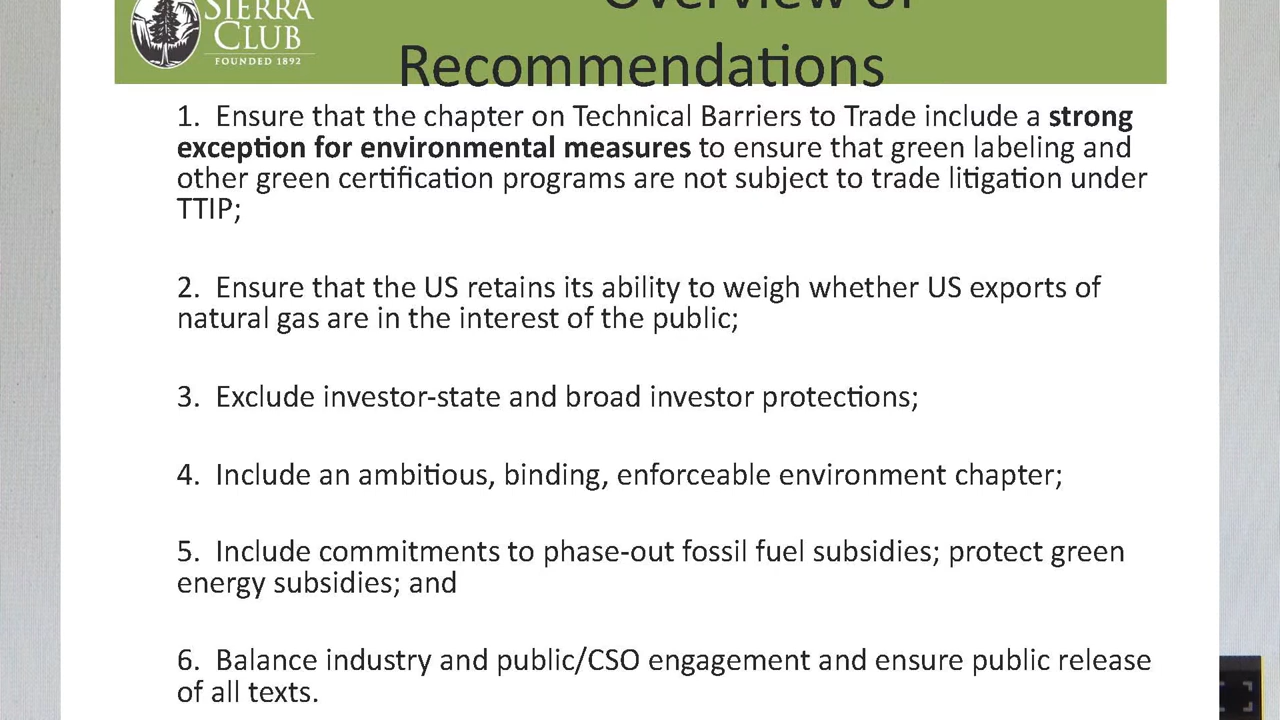 SIERRA
CLUB
FOUNDED 1892
Overview of
Recommendations
1. Ensure that the chapter on Technical Barriers to Trade include a strong
exception for environmental measures to ensure that green labeling and
other green certification programs are not subject to trade litigation under
TTIP;
2. Ensure that the US retains its ability to weigh whether US exports of
natural gas are in the interest of the public;
3. Exclude investor-state and broad investor protections;
4. Include an ambitious, binding, enforceable environment chapter;
5. Include commitments to phase-out fossil fuel subsidies; protect green
energy subsidies; and
6. Balance industry and public/CSO engagement and ensure public release
of all texts.